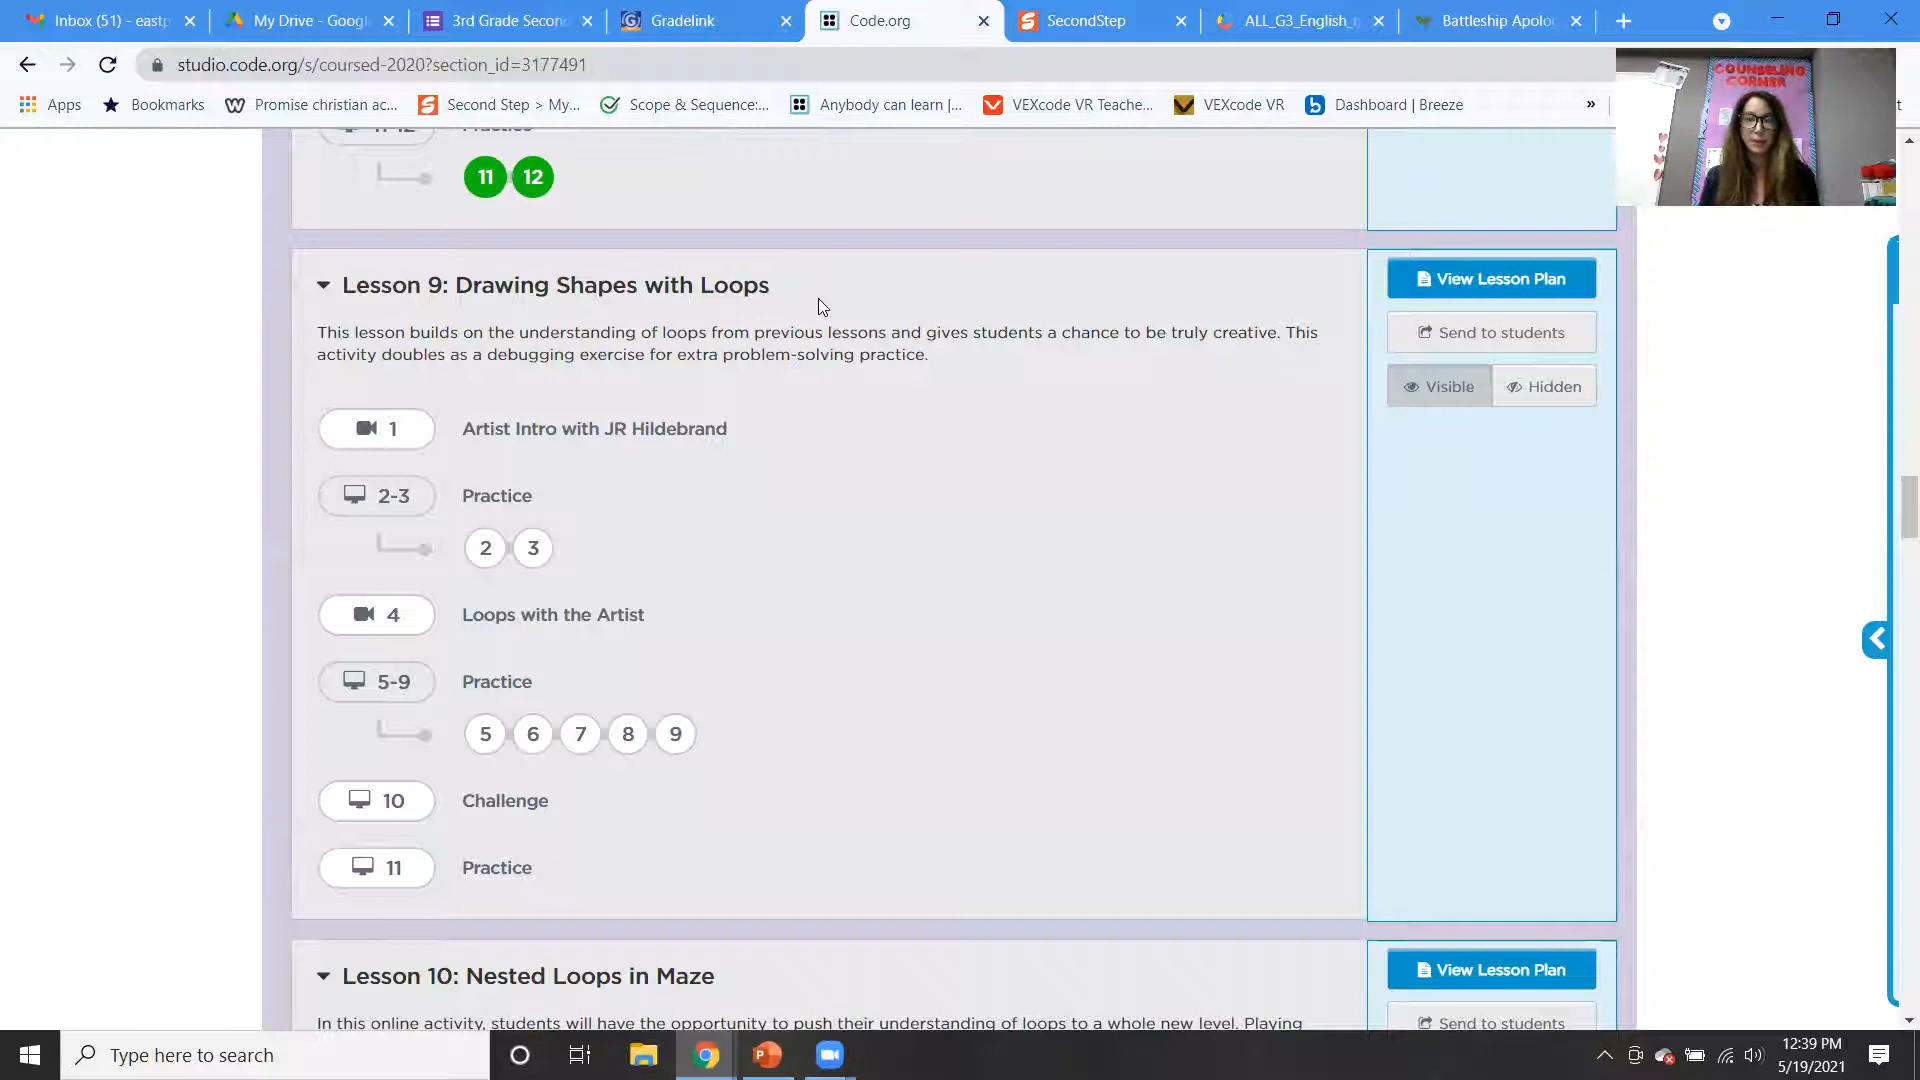 Inbox (51) - eastp
My Drive - Google
3rd Grade Second
Gradelink
Code.org
SecondStep
ALL_G3_English_
Battleship Apolo
studio.code.org/s/coursed-2020?section_id=3177491
Apps
Bookmarks
Promise christian ac...
Second Step > My...
Scope & Sequence:...
Anybody can learn |...
VEXcode VR Teache...
VEXcode VR
Dashboard | Breeze
»
COUNSELING
CORNER
11-12
Practice
11
12
Lesson 9: Drawing Shapes with Loops
This lesson builds on the understanding of loops from previous lessons and gives students a chance to be truly creative. This
activity doubles as a debugging exercise for extra problem-solving practice.
View Lesson Plan
Send to students
Visible
Hidden
1
Artist Intro with JR Hildebrand
2-3
Practice
2
3
4
Loops with the Artist
5-9
Practice
5
6
7
8
9
10
Challenge
11
Practice
Lesson 10: Nested Loops in Maze
In this online activity, students will have the opportunity to push their understanding of loops to a whole new level. Playing
View Lesson Plan
Send to students
Type here to search
12:39 PM
5/19/2021